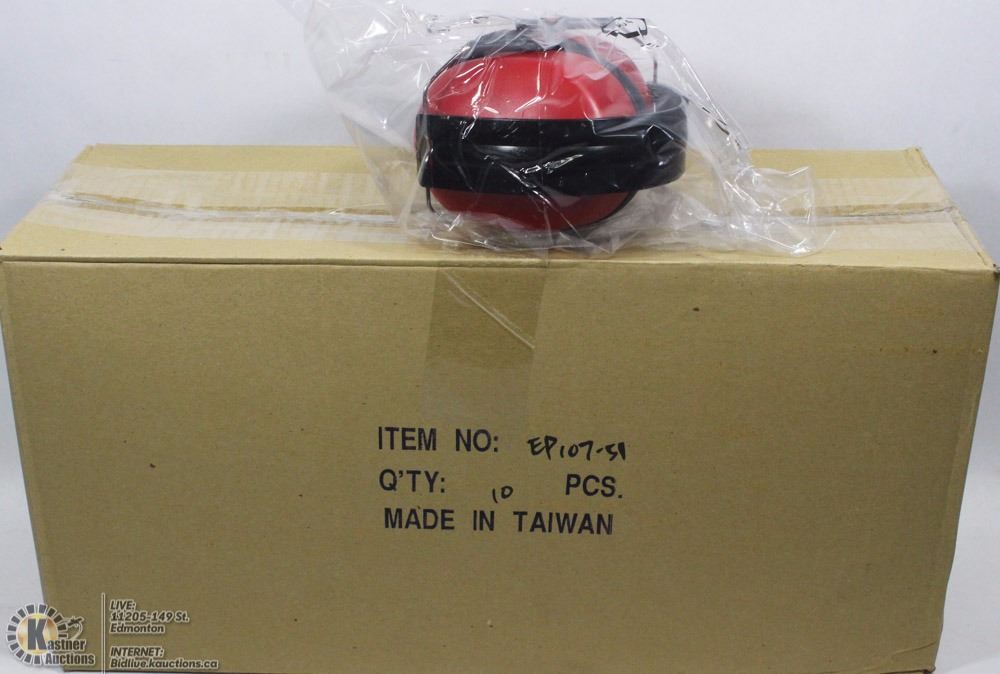 ITEM NO: EP107-S1
Q'TY: 10 PCS.
MADE IN TAIWAN
K
Kastner
Auctions
LIVE:
11205-149 St.
Edmonton
INTERNET:
Bidlive.kauctions.ca